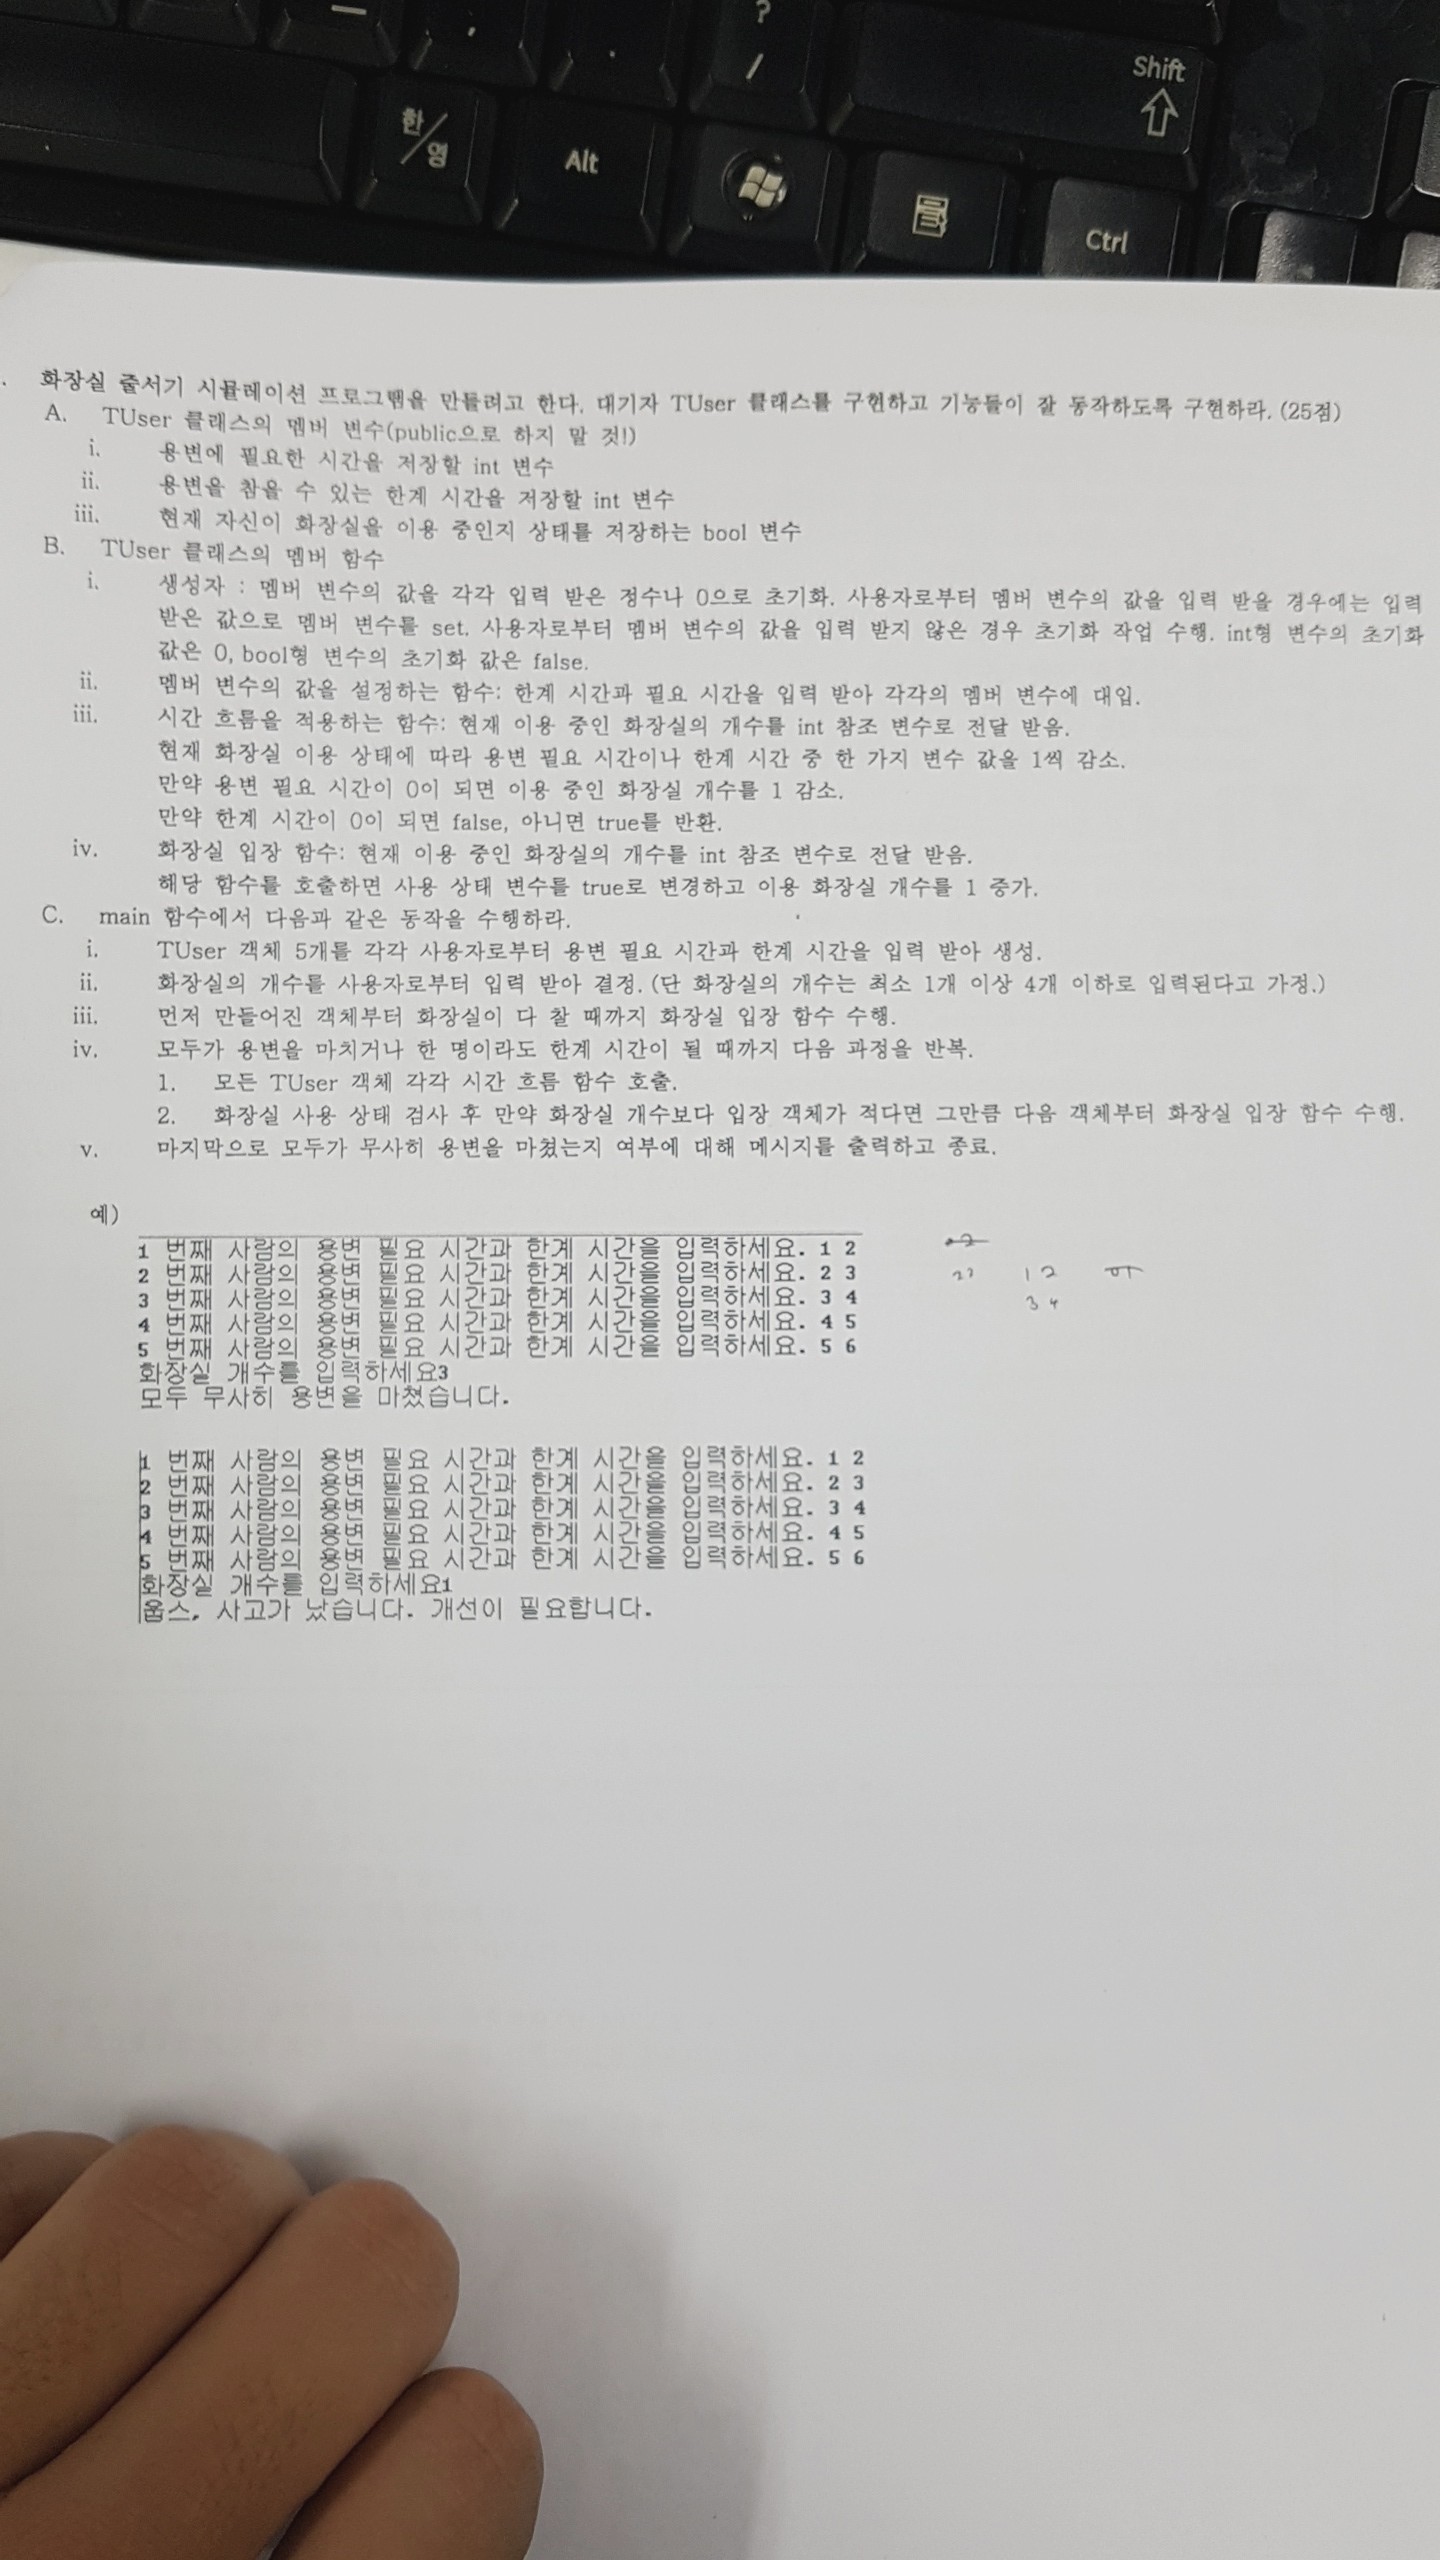 ?
/
Shift
한/영
Alt
Ctrl
. 화장실 줄서기 시뮬레이션 프로그램을 만들려고 한다. 대기자 TUser 클래스를 구현하고 기능들이 잘 동작하도록 구현하라. (25점)
A. TUser 클래스의 멤버 변수(public으로 하지 말 것!)
i. 용변에 필요한 시간을 저장할 int 변수
ii. 용변을 참을 수 있는 한계 시간을 저장할 int 변수
iii. 현재 자신이 화장실을 이용 중인지 상태를 저장하는 bool 변수
B. TUser 클래스의 멤버 함수
i. 생성자 : 멤버 변수의 값을 각각 입력 받은 정수나 0으로 초기화. 사용자로부터 멤버 변수의 값을 입력 받을 경우에는 입력
받은 값으로 멤버 변수를 set. 사용자로부터 멤버 변수의 값을 입력 받지 않은 경우 초기화 작업 수행. int형 변수의 초기화
값은 0, bool형 변수의 초기화 값은 false.
ii. 멤버 변수의 값을 설정하는 함수: 한계 시간과 필요 시간을 입력 받아 각각의 멤버 변수에 대입.
iii. 시간 흐름을 적용하는 함수: 현재 이용 중인 화장실의 개수를 int 참조 변수로 전달 받음.
현재 화장실 이용 상태에 따라 용변 필요 시간이나 한계 시간 중 한 가지 변수 값을 1씩 감소.
만약 용변 필요 시간이 0이 되면 이용 중인 화장실 개수를 1 감소.
만약 한계 시간이 0이 되면 false, 아니면 true를 반환.
iv. 화장실 입장 함수: 현재 이용 중인 화장실의 개수를 int 참조 변수로 전달 받음.
해당 함수를 호출하면 사용 상태 변수를 true로 변경하고 이용 화장실 개수를 1 증가.
C. main 함수에서 다음과 같은 동작을 수행하라.
i. TUser 객체 5개를 각각 사용자로부터 용변 필요 시간과 한계 시간을 입력 받아 생성.
ii. 화장실의 개수를 사용자로부터 입력 받아 결정. (단 화장실의 개수는 최소 1개 이상 4개 이하로 입력된다고 가정.)
iii. 먼저 만들어진 객체부터 화장실이 다 찰 때까지 화장실 입장 함수 수행.
iv. 모두가 용변을 마치거나 한 명이라도 한계 시간이 될 때까지 다음 과정을 반복.
1. 모든 TUser 객체 각각 시간 흐름 함수 호출.
2. 화장실 사용 상태 검사 후 만약 화장실 개수보다 입장 객체가 적다면 그만큼 다음 객체부터 화장실 입장 함수 수행.
v. 마지막으로 모두가 무사히 용변을 마쳤는지 여부에 대해 메시지를 출력하고 종료.
예)
1 번째 사람의 용변 필요 시간과 한계 시간을 입력하세요. 1 2
2 번째 사람의 용변 필요 시간과 한계 시간을 입력하세요. 2 3
3 번째 사람의 용변 필요 시간과 한계 시간을 입력하세요. 3 4
4 번째 사람의 용변 필요 시간과 한계 시간을 입력하세요. 4 5
5 번째 사람의 용변 필요 시간과 한계 시간을 입력하세요. 5 6
화장실 개수를 입력하세요3
모두 무사히 용변을 마쳤습니다.
1 2
3 4
1 번째 사람의 용변 필요 시간과 한계 시간을 입력하세요. 1 2
2 번째 사람의 용변 필요 시간과 한계 시간을 입력하세요. 2 3
3 번째 사람의 용변 필요 시간과 한계 시간을 입력하세요. 3 4
4 번째 사람의 용변 필요 시간과 한계 시간을 입력하세요. 4 5
5 번째 사람의 용변 필요 시간과 한계 시간을 입력하세요. 5 6
화장실 개수를 입력하세요1
웁스, 사고가 났습니다. 개선이 필요합니다.